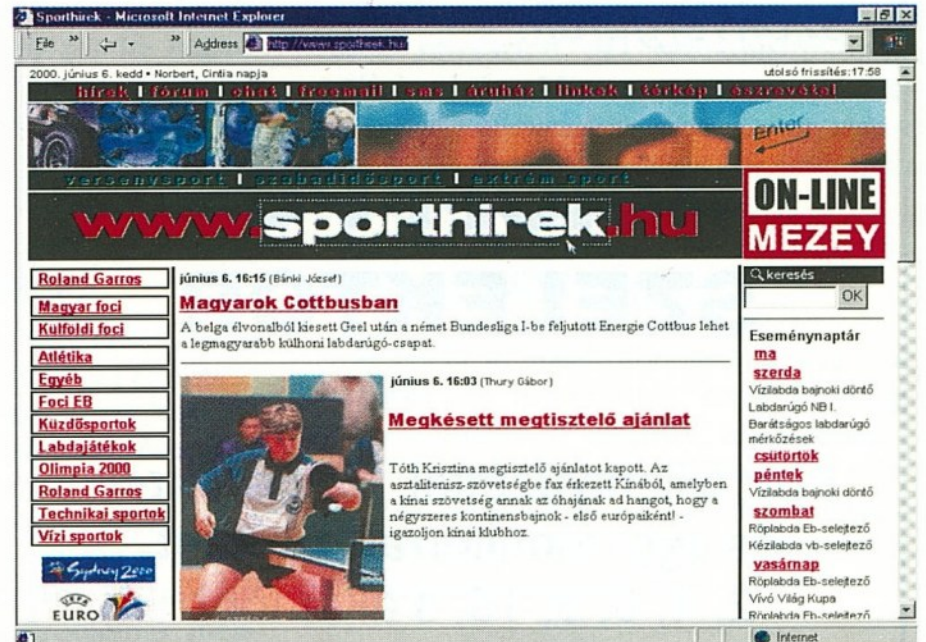 Sporthirek - Microsoft Internet Explorer
File » » Address http://www.sporthirek.hu/
2000. június 6. kedd • Norbert, Cintia napja
utolsó frissítés:17:58
hírek | fórum | chat | freemail | sms | áruház | linkek | térkép | észrevétel
Enter
versenysport | szabadidősport | extrém sport
www.sporthirek.hu
ON-LINE
MEZEY
Roland Garros
Magyar foci
Külföldi foci
Atlétika
Egyéb
Foci EB
Küzdősportok
Labdajátékok
Olimpia 2000
Roland Garros
Technikai sportok
Vízi sportok
Sydney 2000
UEFA
EURO
június 6. 16:15 (Bánki József)
Magyarok Cottbusban
A belga élvonalból kiesett Geel után a német Bundesliga I-be feljutott Energie Cottbus lehet
a legmagyarabb külhoni labdarúgó-csapat.
június 6. 16:03 (Thury Gábor)
Megkésett megtisztelő ajánlat
Tóth Krisztina megtisztelő ajánlatot kapott. Az
asztalitenisz-szövetségbe fax érkezett Kínából, amelyben
a kínai szövetség annak az óhajának ad hangot, hogy a
négyszeres kontinensbajnok - első európaiként! -
igazoljon kínai klubhoz.
keresés
OK
Eseménynaptár
ma
szerda
Vízilabda bajnoki döntő
Labdarúgó NB I.
Barátságos labdarúgó
mérkőzések
csütörtök
péntek
Vízilabda bajnoki döntő
szombat
Röplabda Eb-selejtező
Kézilabda vb-selejtező
vasárnap
Röplabda Eb-selejtező
Vívó Világ Kupa
Röplabda Eb-selejtező
Internet